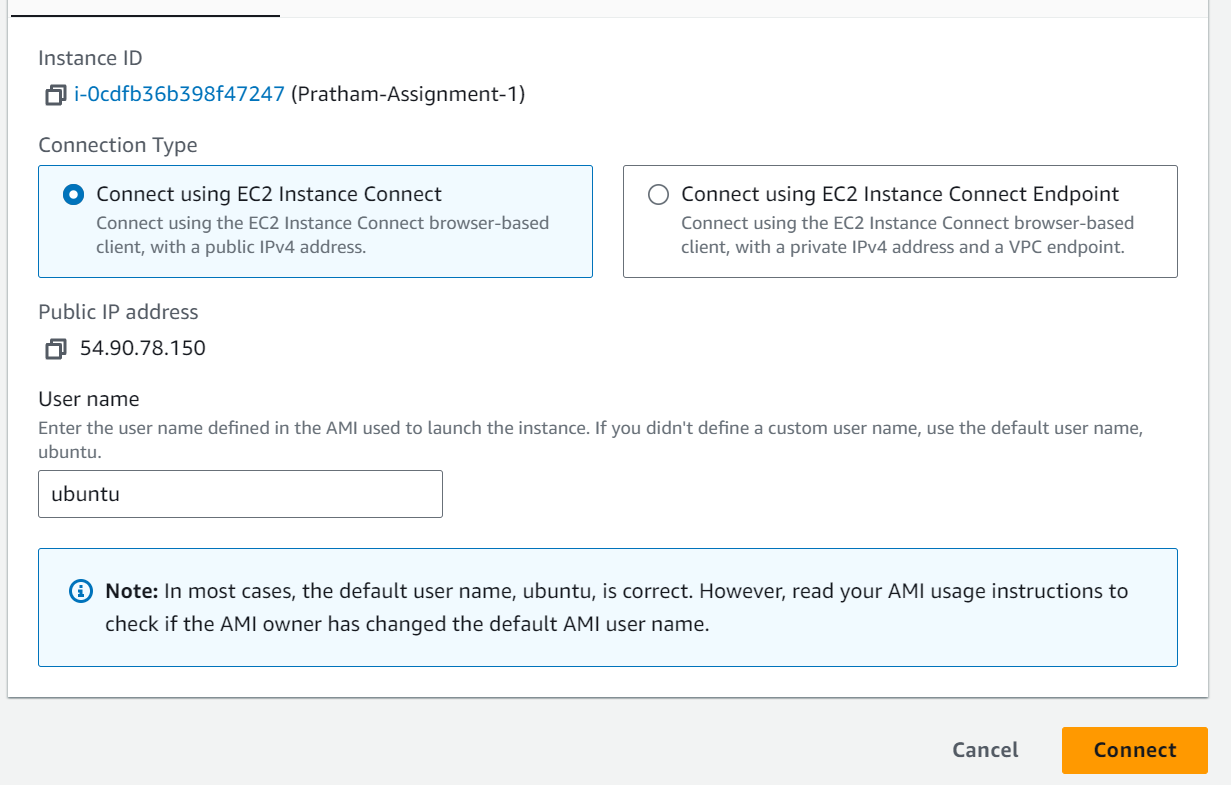 Instance ID
i-0cdfb36b398f47247 (Pratham-Assignment-1)
Connection Type
Connect using EC2 Instance Connect
Connect using the EC2 Instance Connect browser-based
client, with a public IPv4 address.
Connect using EC2 Instance Connect Endpoint
Connect using the EC2 Instance Connect browser-based
client, with a private IPv4 address and a VPC endpoint.
Public IP address
54.90.78.150
User name
Enter the user name defined in the AMI used to launch the instance. If you didn't define a custom user name, use the default user name,
ubuntu.
ubuntu
Note: In most cases, the default user name, ubuntu, is correct. However, read your AMI usage instructions to
check if the AMI owner has changed the default AMI user name.
Cancel
Connect